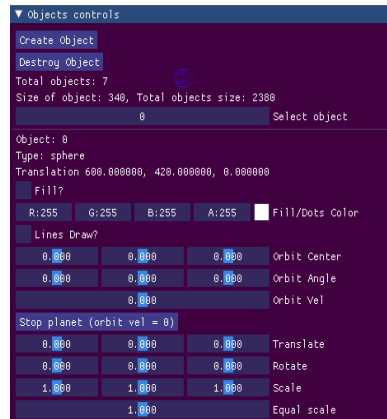 ▼ Objects controls
Create Object
Destroy Object
Total objects: 7
Size of object: 340, Total objects size: 2380
0 Select object
Object: 0
Type: sphere
Translation 600.000000, 420.000000, 0.000000
Fill?
R:255 G:255 B:255 A:255 Fill/Dots Color
Lines Draw?
0.000 0.000 0.000 Orbit Center
0.000 0.000 0.000 Orbit Angle
0.000 Orbit Vel
Stop planet (orbit vel = 0)
0.000 0.000 0.000 Translate
0.000 0.000 0.000 Rotate
1.000 1.000 1.000 Scale
1.000 Equal scale